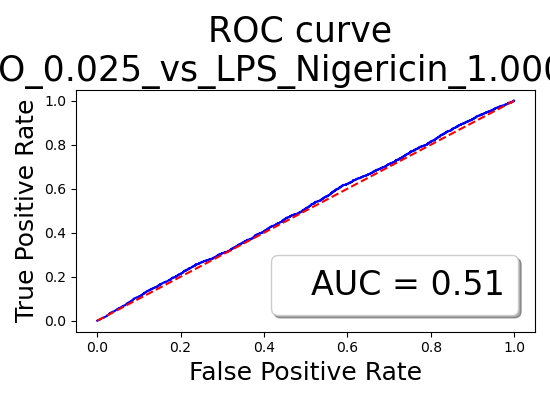 ROC curve
O_0.025_vs_LPS_Nigericin_1.000
True Positive Rate
1.0
0.8
0.6
0.4
0.2
0.0
AUC = 0.51
0.0 0.2 0.4 0.6 0.8 1.0
False Positive Rate